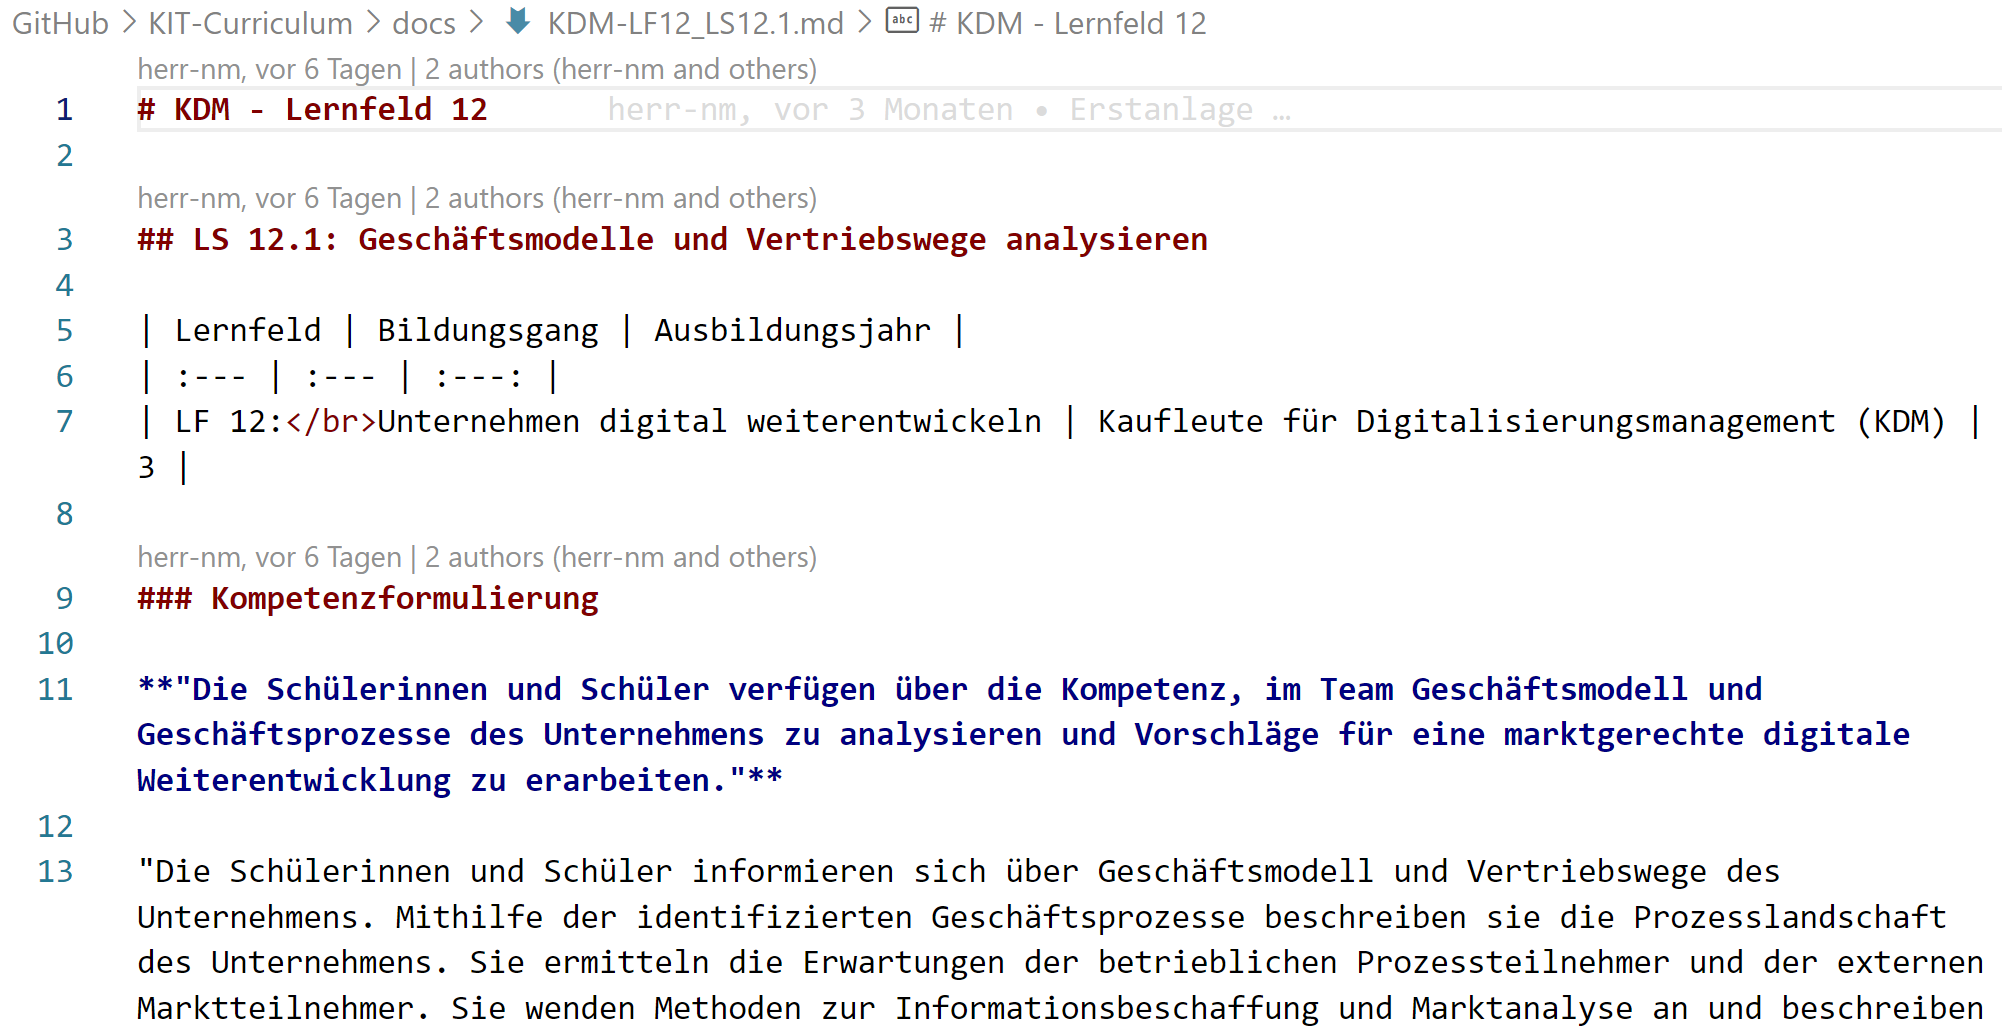 GitHub > KIT-Curriculum > docs > KDM-LF12_LS12.1.md > abc # KDM - Lernfeld 12
herr-nm, vor 6 Tagen | 2 authors (herr-nm and others)
1 # KDM - Lernfeld 12 herr-nm, vor 3 Monaten • Erstanlage …
2
herr-nm, vor 6 Tagen | 2 authors (herr-nm and others)
3 ## LS 12.1: Geschäftsmodelle und Vertriebswege analysieren
4
5 | Lernfeld | Bildungsgang | Ausbildungsjahr |
6 | :--- | :--- | :---: |
7 | LF 12:</br>Unternehmen digital weiterentwickeln | Kaufleute für Digitalisierungsmanagement (KDM) |
3 |
8
herr-nm, vor 6 Tagen | 2 authors (herr-nm and others)
9 ### Kompetenzformulierung
10
11 **"Die Schülerinnen und Schüler verfügen über die Kompetenz, im Team Geschäftsmodell und
Geschäftsprozesse des Unternehmens zu analysieren und Vorschläge für eine marktgerechte digitale
Weiterentwicklung zu erarbeiten."**
12
13 "Die Schülerinnen und Schüler informieren sich über Geschäftsmodell und Vertriebswege des
Unternehmens. Mithilfe der identifizierten Geschäftsprozesse beschreiben sie die Prozesslandschaft
des Unternehmens. Sie ermitteln die Erwartungen der betrieblichen Prozessteilnehmer und der externen
Marktteilnehmer. Sie wenden Methoden zur Informationsbeschaffung und Marktanalyse an und beschreiben